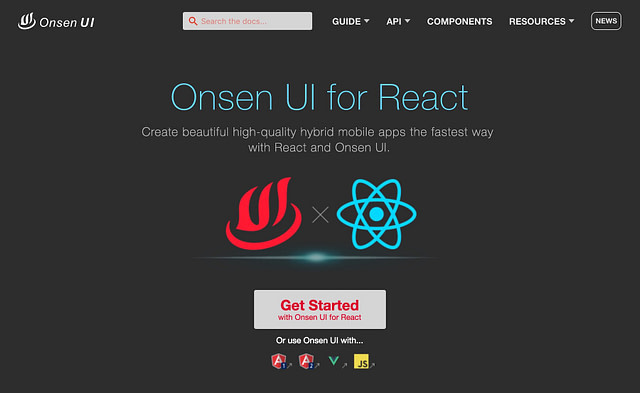 Onsen UI
Search the docs...
GUIDE
API
COMPONENTS
RESOURCES
NEWS
Onsen UI for React
Create beautiful high-quality hybrid mobile apps the fastest way
with React and Onsen UI.
Get Started
with Onsen UI for React
Or use Onsen UI with...
A 1 A 2 JS